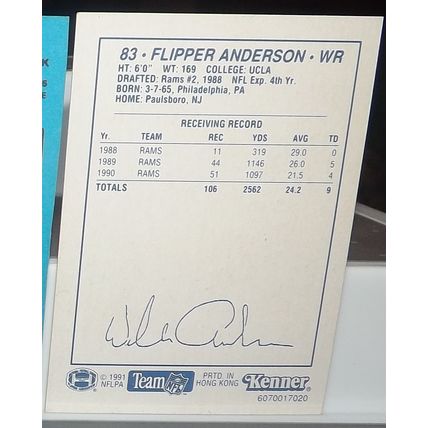 83 • FLIPPER ANDERSON • WR
HT: 6'0" WT: 169 COLLEGE: UCLA
DRAFTED: Rams #2, 1988 NFL Exp. 4th Yr.
BORN: 3-7-65, Philadelphia, PA
HOME: Paulsboro, NJ
RECEIVING RECORD
Yr. TEAM REC YDS AVG TD
1988 RAMS 11 319 29.0 0
1989 RAMS 44 1146 26.0 5
1990 RAMS 51 1097 21.5 4
TOTALS 106 2562 24.2 9
© 1991 NFLPA
Team NFL
PRTD. IN HONG KONG
Kenner
6070017020